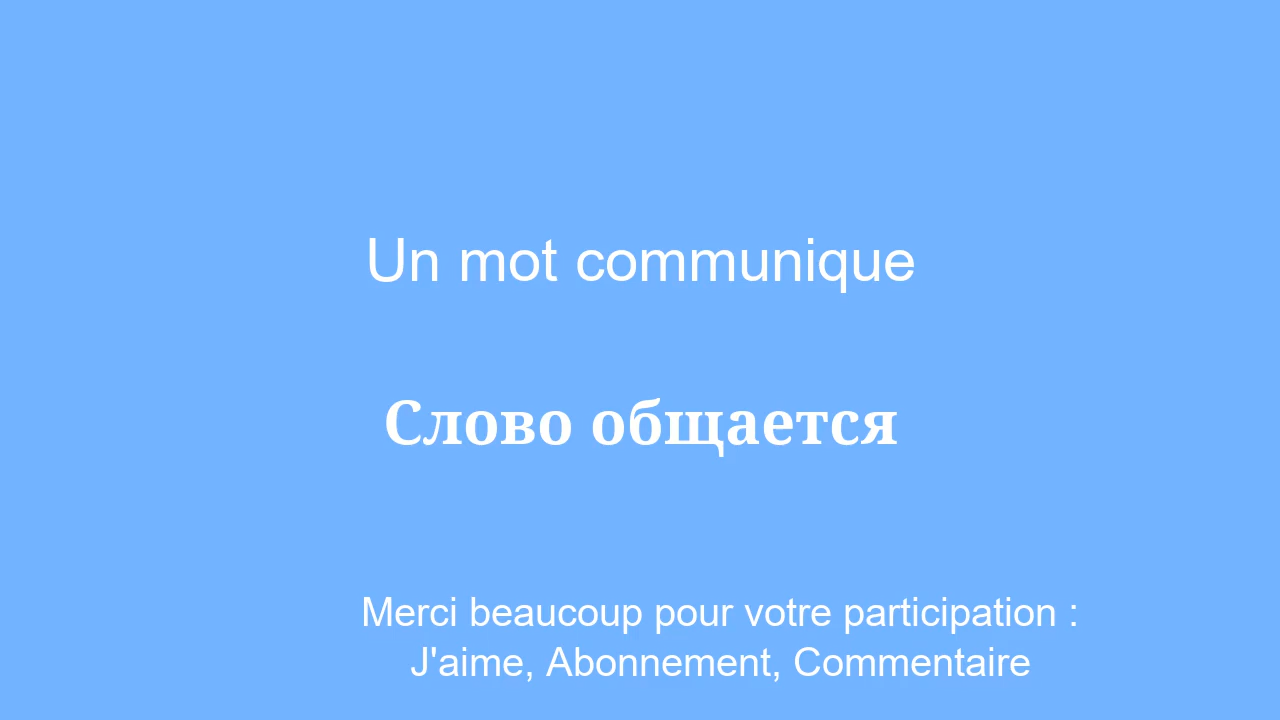 Un mot communique
Слово общается
Merci beaucoup pour votre participation :
J'aime, Abonnement, Commentaire